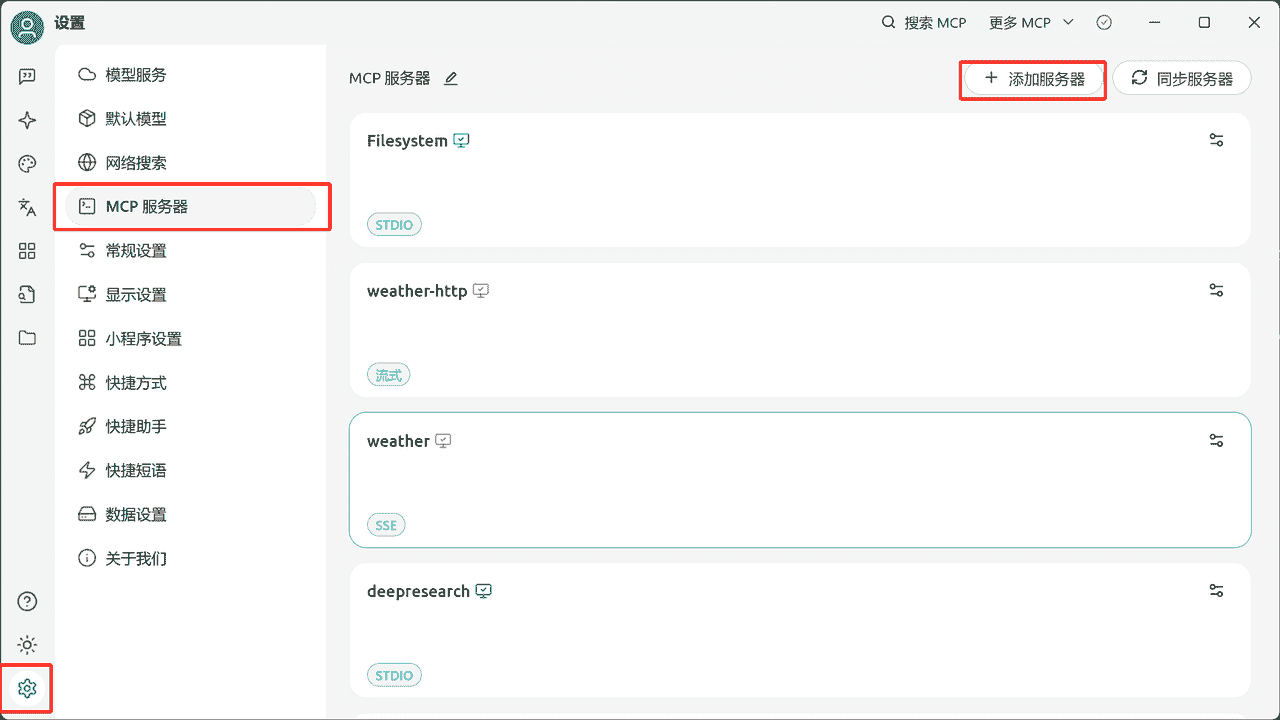 设置
搜索 MCP
更多 MCP
模型服务
默认模型
网络搜索
MCP 服务器
常规设置
显示设置
小程序设置
快捷方式
快捷助手
快捷短语
数据设置
关于我们
MCP 服务器
添加服务器
同步服务器
Filesystem
STDIO
weather-http
流式
weather
SSE
deepresearch
STDIO